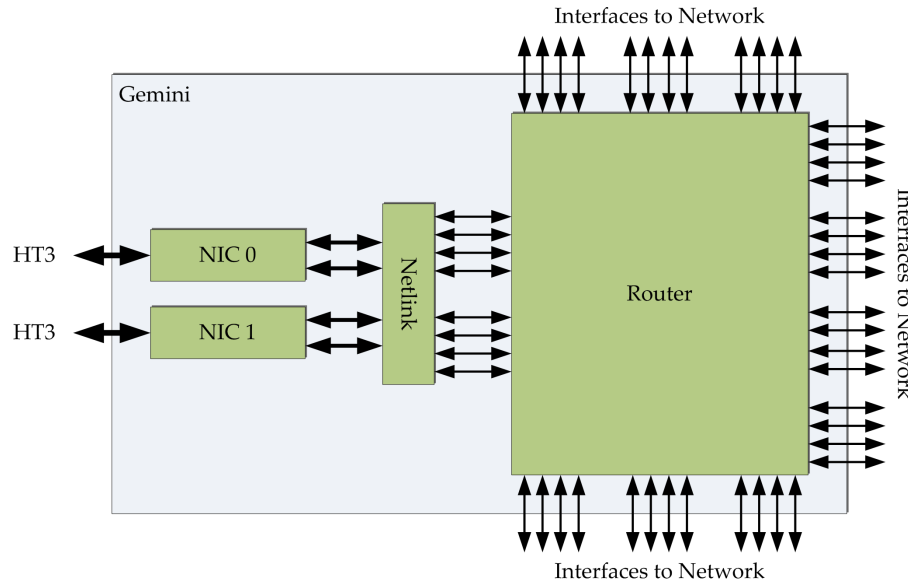 Interfaces to Network
Gemini
HT3
NIC 0
HT3
NIC 1
Netlink
Router
Interfaces to Network
Interfaces to Network